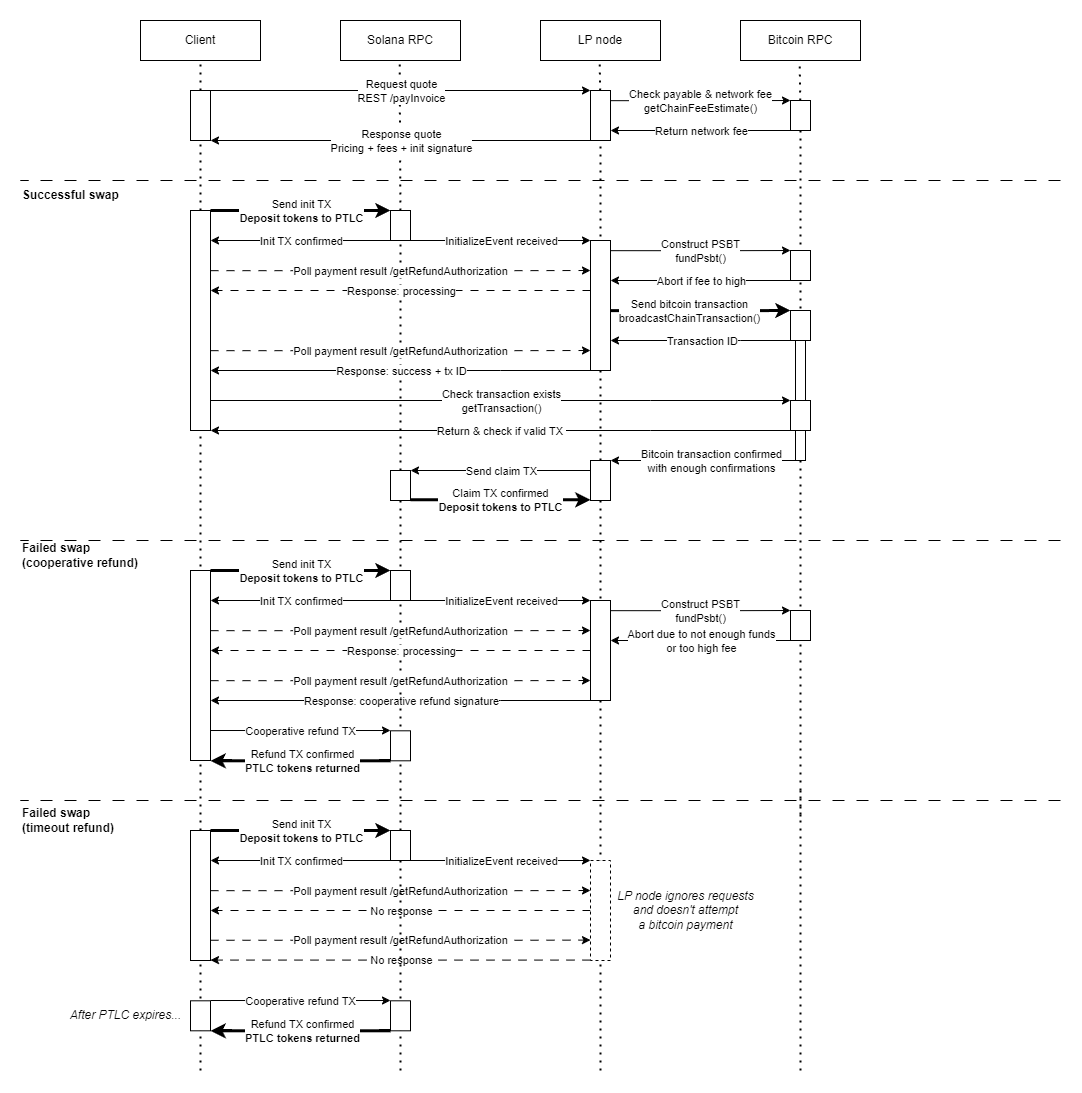 Client
Solana RPC
LP node
Bitcoin RPC
Request quote
REST /payInvoice
Check payable & network fee
getChainFeeEstimate()
Return network fee
Response quote
Pricing + fees + init signature
Successful swap
Send init TX
Deposit tokens to PTLC
Init TX confirmed
InitializeEvent received
Construct PSBT
fundPsbt()
Poll payment result /getRefundAuthorization
Abort if fee to high
Response: processing
Send bitcoin transaction
broadcastChainTransaction()
Transaction ID
Poll payment result /getRefundAuthorization
Response: success + tx ID
Check transaction exists
getTransaction()
Return & check if valid TX
Bitcoin transaction confirmed
with enough confirmations
Send claim TX
Claim TX confirmed
Deposit tokens to PTLC
Failed swap
(cooperative refund)
Send init TX
Deposit tokens to PTLC
Init TX confirmed
InitializeEvent received
Construct PSBT
fundPsbt()
Poll payment result /getRefundAuthorization
Abort due to not enough funds
or too high fee
Response: processing
Poll payment result /getRefundAuthorization
Response: cooperative refund signature
Cooperative refund TX
Refund TX confirmed
PTLC tokens returned
Failed swap
(timeout refund)
Send init TX
Deposit tokens to PTLC
Init TX confirmed
InitializeEvent received
Poll payment result /getRefundAuthorization
LP node ignores requests
and doesn't attempt
a bitcoin payment
No response
Poll payment result /getRefundAuthorization
No response
After PTLC expires...
Cooperative refund TX
Refund TX confirmed
PTLC tokens returned